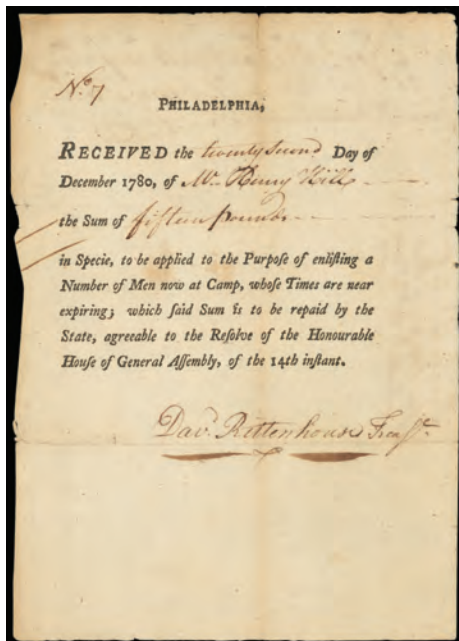 No. 7
PHILADELPHIA,
RECEIVED the twenty second Day of
December 1780, of Mr. Henry Hill
the Sum of fifteen pounds
in Specie, to be applied to the Purpose of enliſting a
Number of Men now at Camp, whoſe Times are near
expiring; which ſaid Sum is to be repaid by the
State, agreeable to the Reſolve of the Honourable
Houſe of General Aſſembly, of the 14th inſtant.
Davd. Rittenhouse Treasr.